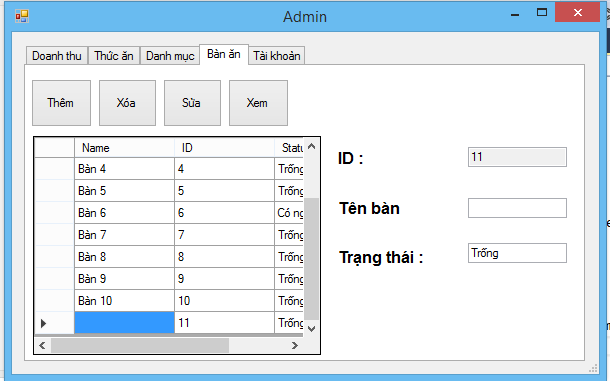 Admin
Doanh thu Thức ăn Danh mục Bàn ăn Tài khoản
Thêm Xóa Sửa Xem
Name ID Statu
Bàn 4 4 Trống
Bàn 5 5 Trống
Bàn 6 6 Có ng
Bàn 7 7 Trống
Bàn 8 8 Trống
Bàn 9 9 Trống
Bàn 10 10 Trống
11 Trống
ID : 11
Tên bàn
Trạng thái : Trống